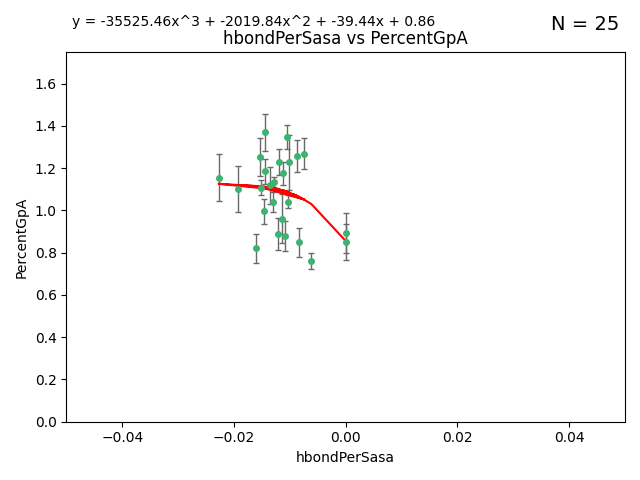 y = -35525.46x^3 + -2019.84x^2 + -39.44x + 0.86
N = 25
hbondPerSasa vs PercentGpA
1.6
1.4
1.2
1.0
0.8
0.6
0.4
0.2
0.0
PercentGpA
−0.04 −0.02 0.00 0.02 0.04
hbondPerSasa